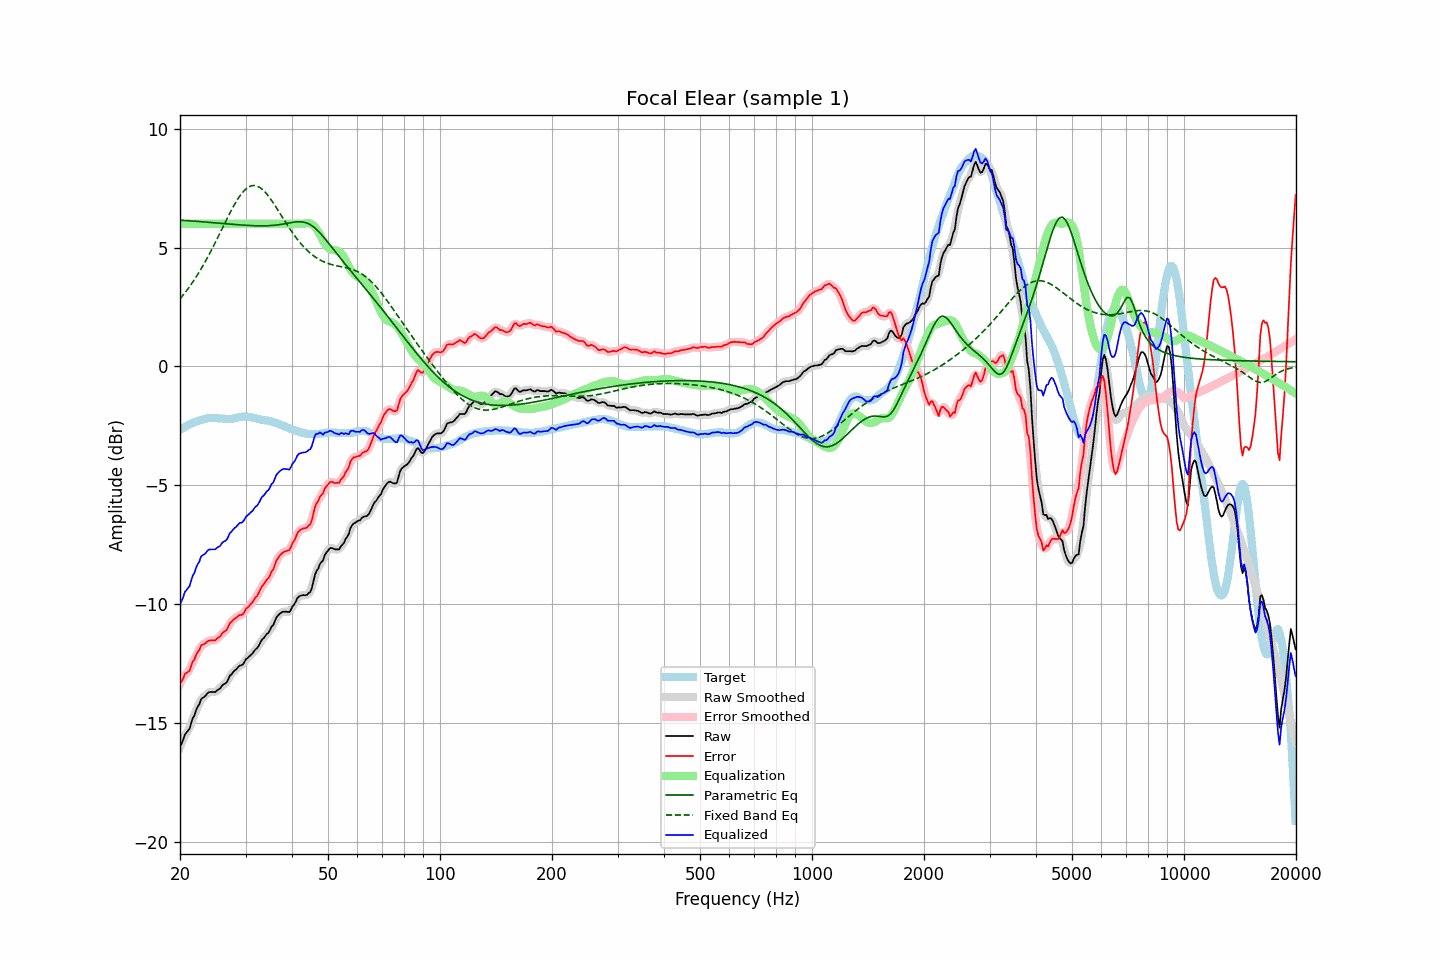 Focal Elear (sample 1)
10
5
0
−5
−10
−15
−20
Amplitude (dBr)
Target
Raw Smoothed
Error Smoothed
Raw
Error
Equalization
Parametric Eq
Fixed Band Eq
Equalized
20 50 100 200 500 1000 2000 5000 10000 20000
Frequency (Hz)